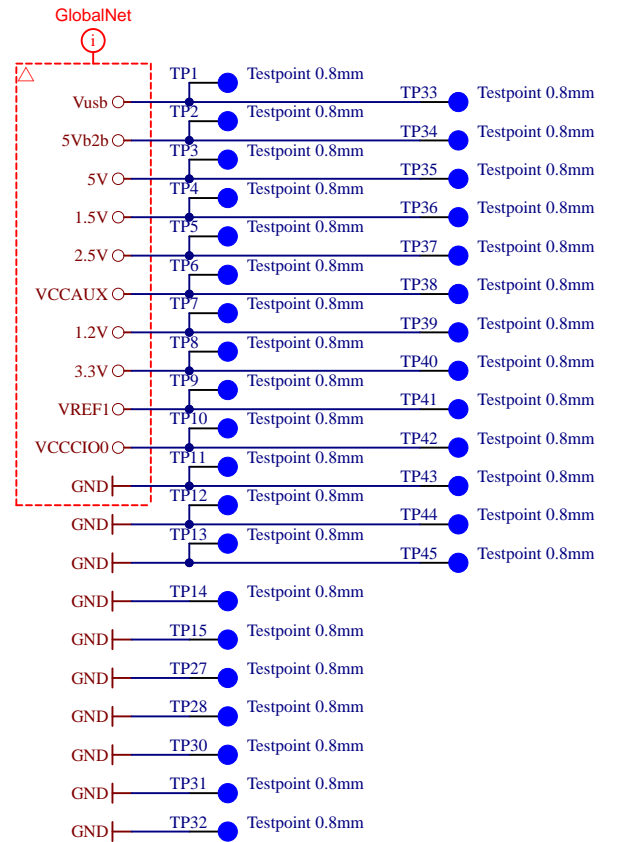 GlobalNet
i
TP1 Testpoint 0.8mm
Vusb TP33 Testpoint 0.8mm
TP2 Testpoint 0.8mm
5Vb2b TP34 Testpoint 0.8mm
TP3 Testpoint 0.8mm
5V TP35 Testpoint 0.8mm
TP4 Testpoint 0.8mm
1.5V TP36 Testpoint 0.8mm
TP5 Testpoint 0.8mm
2.5V TP37 Testpoint 0.8mm
TP6 Testpoint 0.8mm
VCCAUX TP38 Testpoint 0.8mm
TP7 Testpoint 0.8mm
1.2V TP39 Testpoint 0.8mm
TP8 Testpoint 0.8mm
3.3V TP40 Testpoint 0.8mm
TP9 Testpoint 0.8mm
VREF1 TP41 Testpoint 0.8mm
TP10 Testpoint 0.8mm
VCCCIO0 TP42 Testpoint 0.8mm
TP11 Testpoint 0.8mm
GND TP43 Testpoint 0.8mm
TP12 Testpoint 0.8mm
GND TP44 Testpoint 0.8mm
TP13 Testpoint 0.8mm
GND TP45 Testpoint 0.8mm
GND TP14 Testpoint 0.8mm
GND TP15 Testpoint 0.8mm
GND TP27 Testpoint 0.8mm
GND TP28 Testpoint 0.8mm
GND TP30 Testpoint 0.8mm
GND TP31 Testpoint 0.8mm
GND TP32 Testpoint 0.8mm